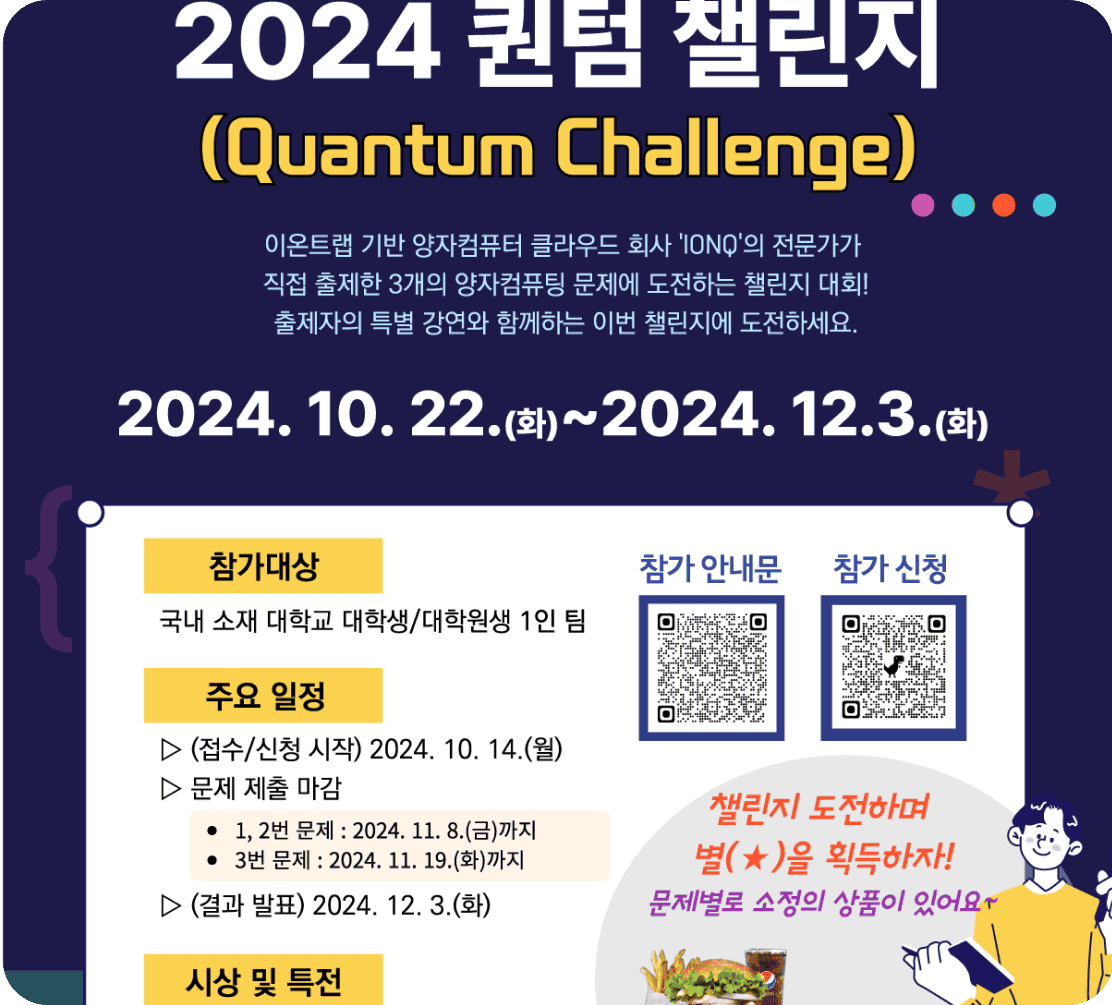 2024 퀀텀 챌린지
(Quantum Challenge)
이온트랩 기반 양자컴퓨터 클라우드 회사 'IONQ'의 전문가가
직접 출제한 3개의 양자컴퓨팅 문제에 도전하는 챌린지 대회!
출제자의 특별 강연와 함께하는 이번 챌린지에 도전하세요.
2024. 10. 22.(화)~2024. 12.3.(화)
참가대상
국내 소재 대학교 대학생/대학원생 1인 팀
참가 안내문
참가 신청
주요 일정
▷ (접수/신청 시작) 2024. 10. 14.(월)
▷ 문제 제출 마감
• 1, 2번 문제 : 2024. 11. 8.(금)까지
• 3번 문제 : 2024. 11. 19.(화)까지
▷ (결과 발표) 2024. 12. 3.(화)
챌린지 도전하며
별(★)을 획득하자!
문제별로 소정의 상품이 있어요~
시상 및 특전